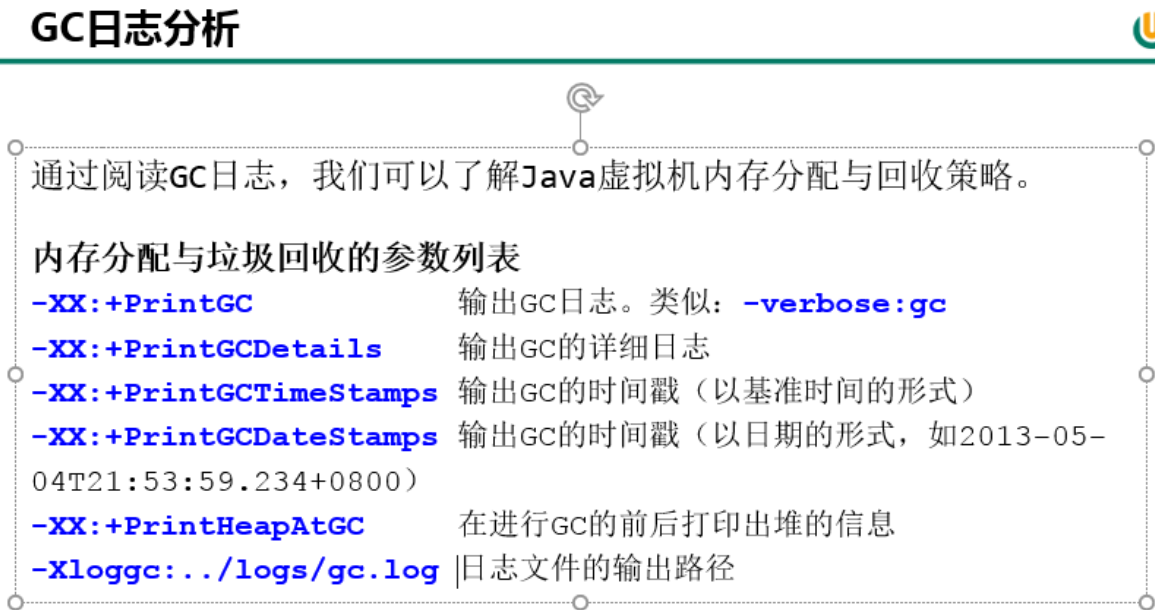 GC日志分析
通过阅读GC日志，我们可以了解Java虚拟机内存分配与回收策略。
内存分配与垃圾回收的参数列表
-XX:+PrintGC 输出GC日志。类似：-verbose:gc
-XX:+PrintGCDetails 输出GC的详细日志
-XX:+PrintGCTimeStamps 输出GC的时间戳（以基准时间的形式）
-XX:+PrintGCDateStamps 输出GC的时间戳（以日期的形式，如2013-05-
04T21:53:59.234+0800）
-XX:+PrintHeapAtGC 在进行GC的前后打印出堆的信息
-Xloggc:../logs/gc.log 日志文件的输出路径